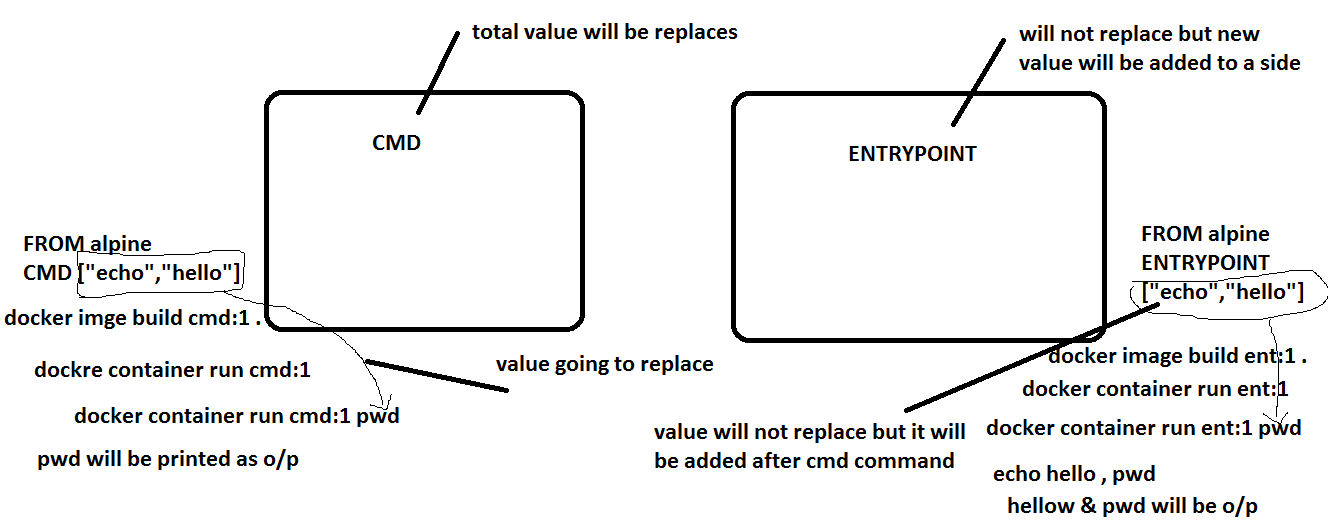 total value will be replaces
CMD
FROM alpine
CMD ["echo","hello"]
docker imge build cmd:1 .
dockre container run cmd:1
docker container run cmd:1 pwd
pwd will be printed as o/p
value going to replace
will not replace but new
value will be added to a side
ENTRYPOINT
FROM alpine
ENTRYPOINT
["echo","hello"]
docker image build ent:1 .
docker container run ent:1
docker container run ent:1 pwd
value will not replace but it will
be added after cmd command
echo hello , pwd
hellow & pwd will be o/p